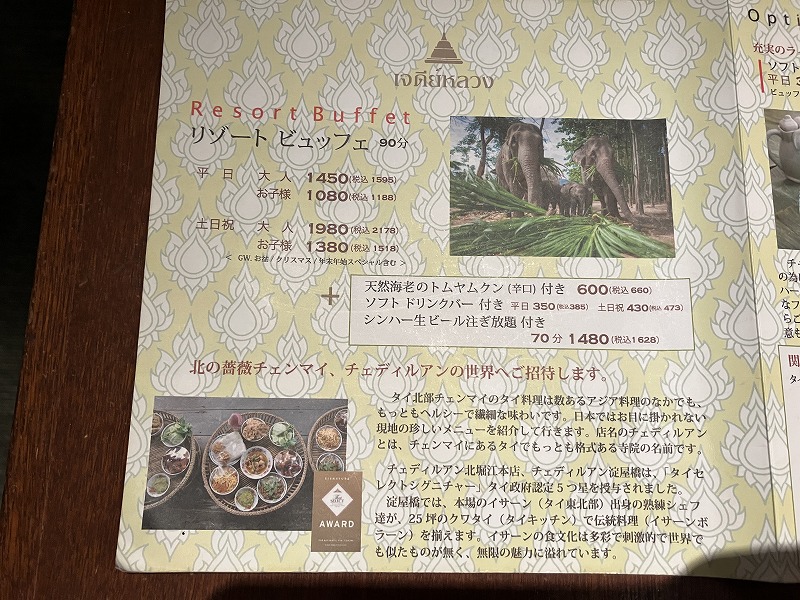 เจดีย์หลวง
Resort Buffet
リゾート ビュッフェ 90分
平 日 大 人 1450(税込 1595)
お子様 1080(税込 1188)
土日祝 大 人 1980(税込 2178)
お子様 1380(税込 1518)
< GW. お盆/クリスマス/年末年始スペシャル含む >
+
天然海老のトムヤムクン(辛口) 付き 600(税込 660)
ソフト ドリンクバー 付き 平日 350(税込385) 土日祝 430(税込 473)
シンハー生ビール注ぎ放題 付き
70分 1480(税込1628)
北の薔薇チェンマイ、チェディルアンの世界へご招待します。
タイ北部チェンマイのタイ料理は数あるアジア料理のなかでも、
もっともヘルシーで繊細な味わいです。日本ではお目に掛かれない
現地の珍しいメニューを紹介して行きます。店名のチェディルアン
とは、チェンマイにあるタイでもっとも格式ある寺院の名前です。
チェディルアン北堀江本店、チェディルアン淀屋橋は、「タイセ
レクトシグニチャー」タイ政府認定5つ星を授与されました。
淀屋橋では、本場のイサーン(タイ東北部)出身の熟練シェフ
達が、25坪のクワタイ(タイキッチン)で伝統料理(イサーンボ
ラーン)を揃えます。イサーンの食文化は多彩で刺激的で世界で
も似たものが無く、無限の魅力に溢れています。
AWARD
Opti
充実のラ
ソフト
平日 3
ビュッフ